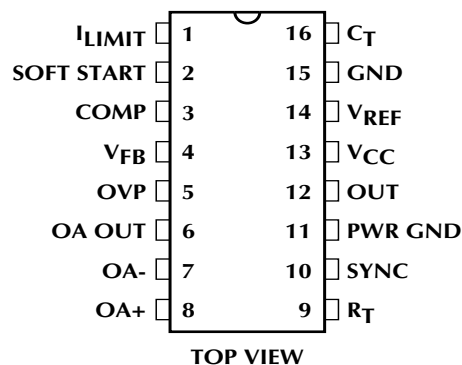 ILIMIT 1 16 CT
SOFT START 2 15 GND
COMP 3 14 VREF
VFB 4 13 VCC
OVP 5 12 OUT
OA OUT 6 11 PWR GND
OA- 7 10 SYNC
OA+ 8 9 RT
TOP VIEW